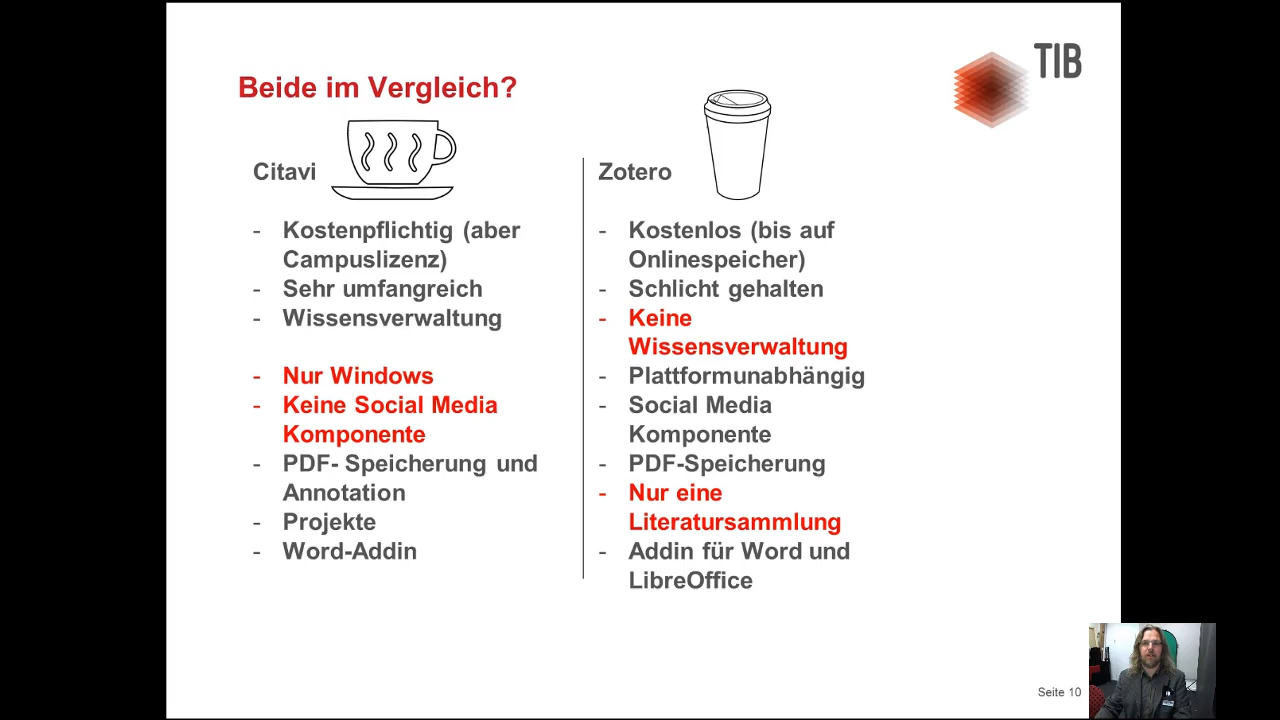 TIB
Beide im Vergleich?
Citavi
- Kostenpflichtig (aber
Campuslizenz)
- Sehr umfangreich
- Wissensverwaltung
- Nur Windows
- Keine Social Media
Komponente
- PDF- Speicherung und
Annotation
- Projekte
- Word-Addin
Zotero
- Kostenlos (bis auf
Onlinespeicher)
- Schlicht gehalten
- Keine
Wissensverwaltung
- Plattformunabhängig
- Social Media
Komponente
- PDF-Speicherung
- Nur eine
Literatursammlung
- Addin für Word und
LibreOffice
Seite 10